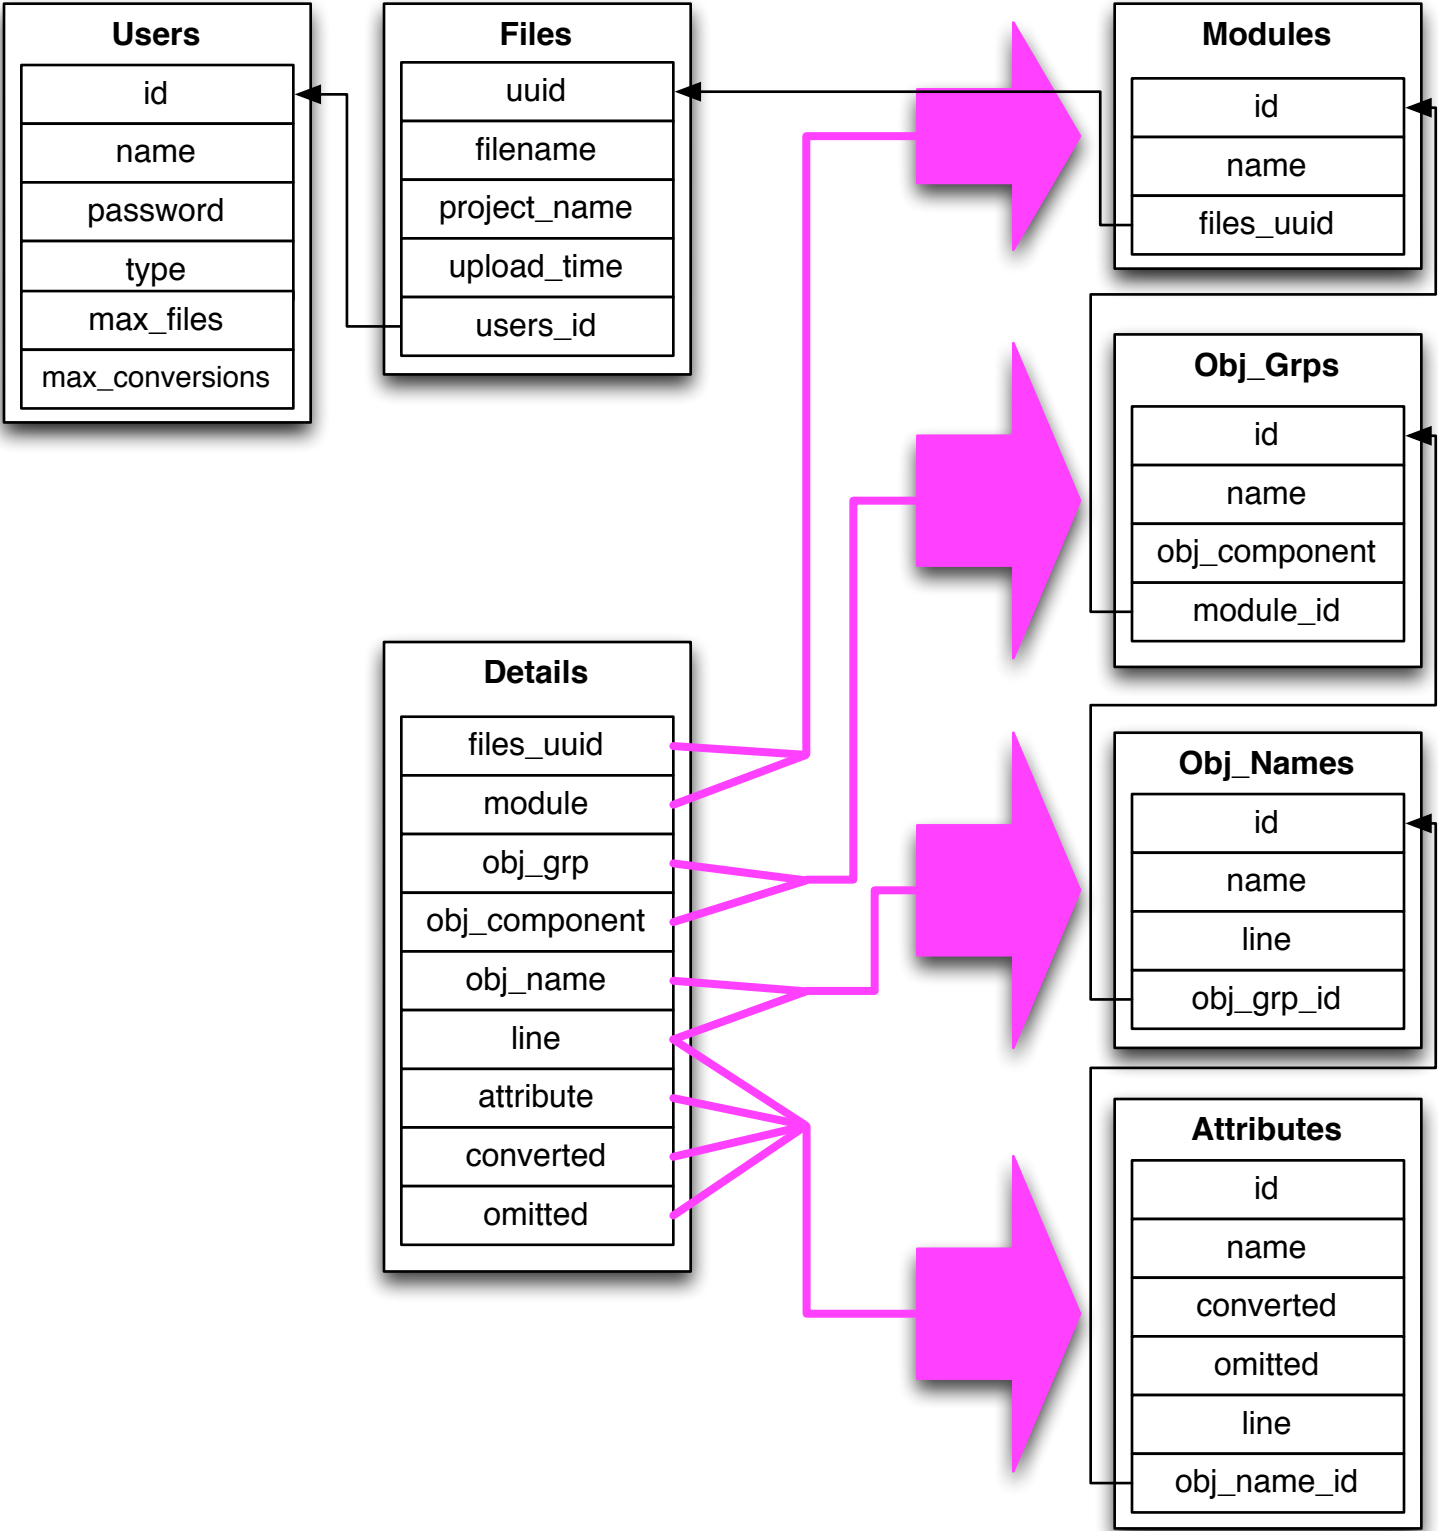 Users
id
name
password
type
max_files
max_conversions
Files
uuid
filename
project_name
upload_time
users_id
Modules
id
name
files_uuid
Obj_Grps
id
name
obj_component
module_id
Details
files_uuid
module
obj_grp
obj_component
obj_name
line
attribute
converted
omitted
Obj_Names
id
name
line
obj_grp_id
Attributes
id
name
converted
omitted
line
obj_name_id